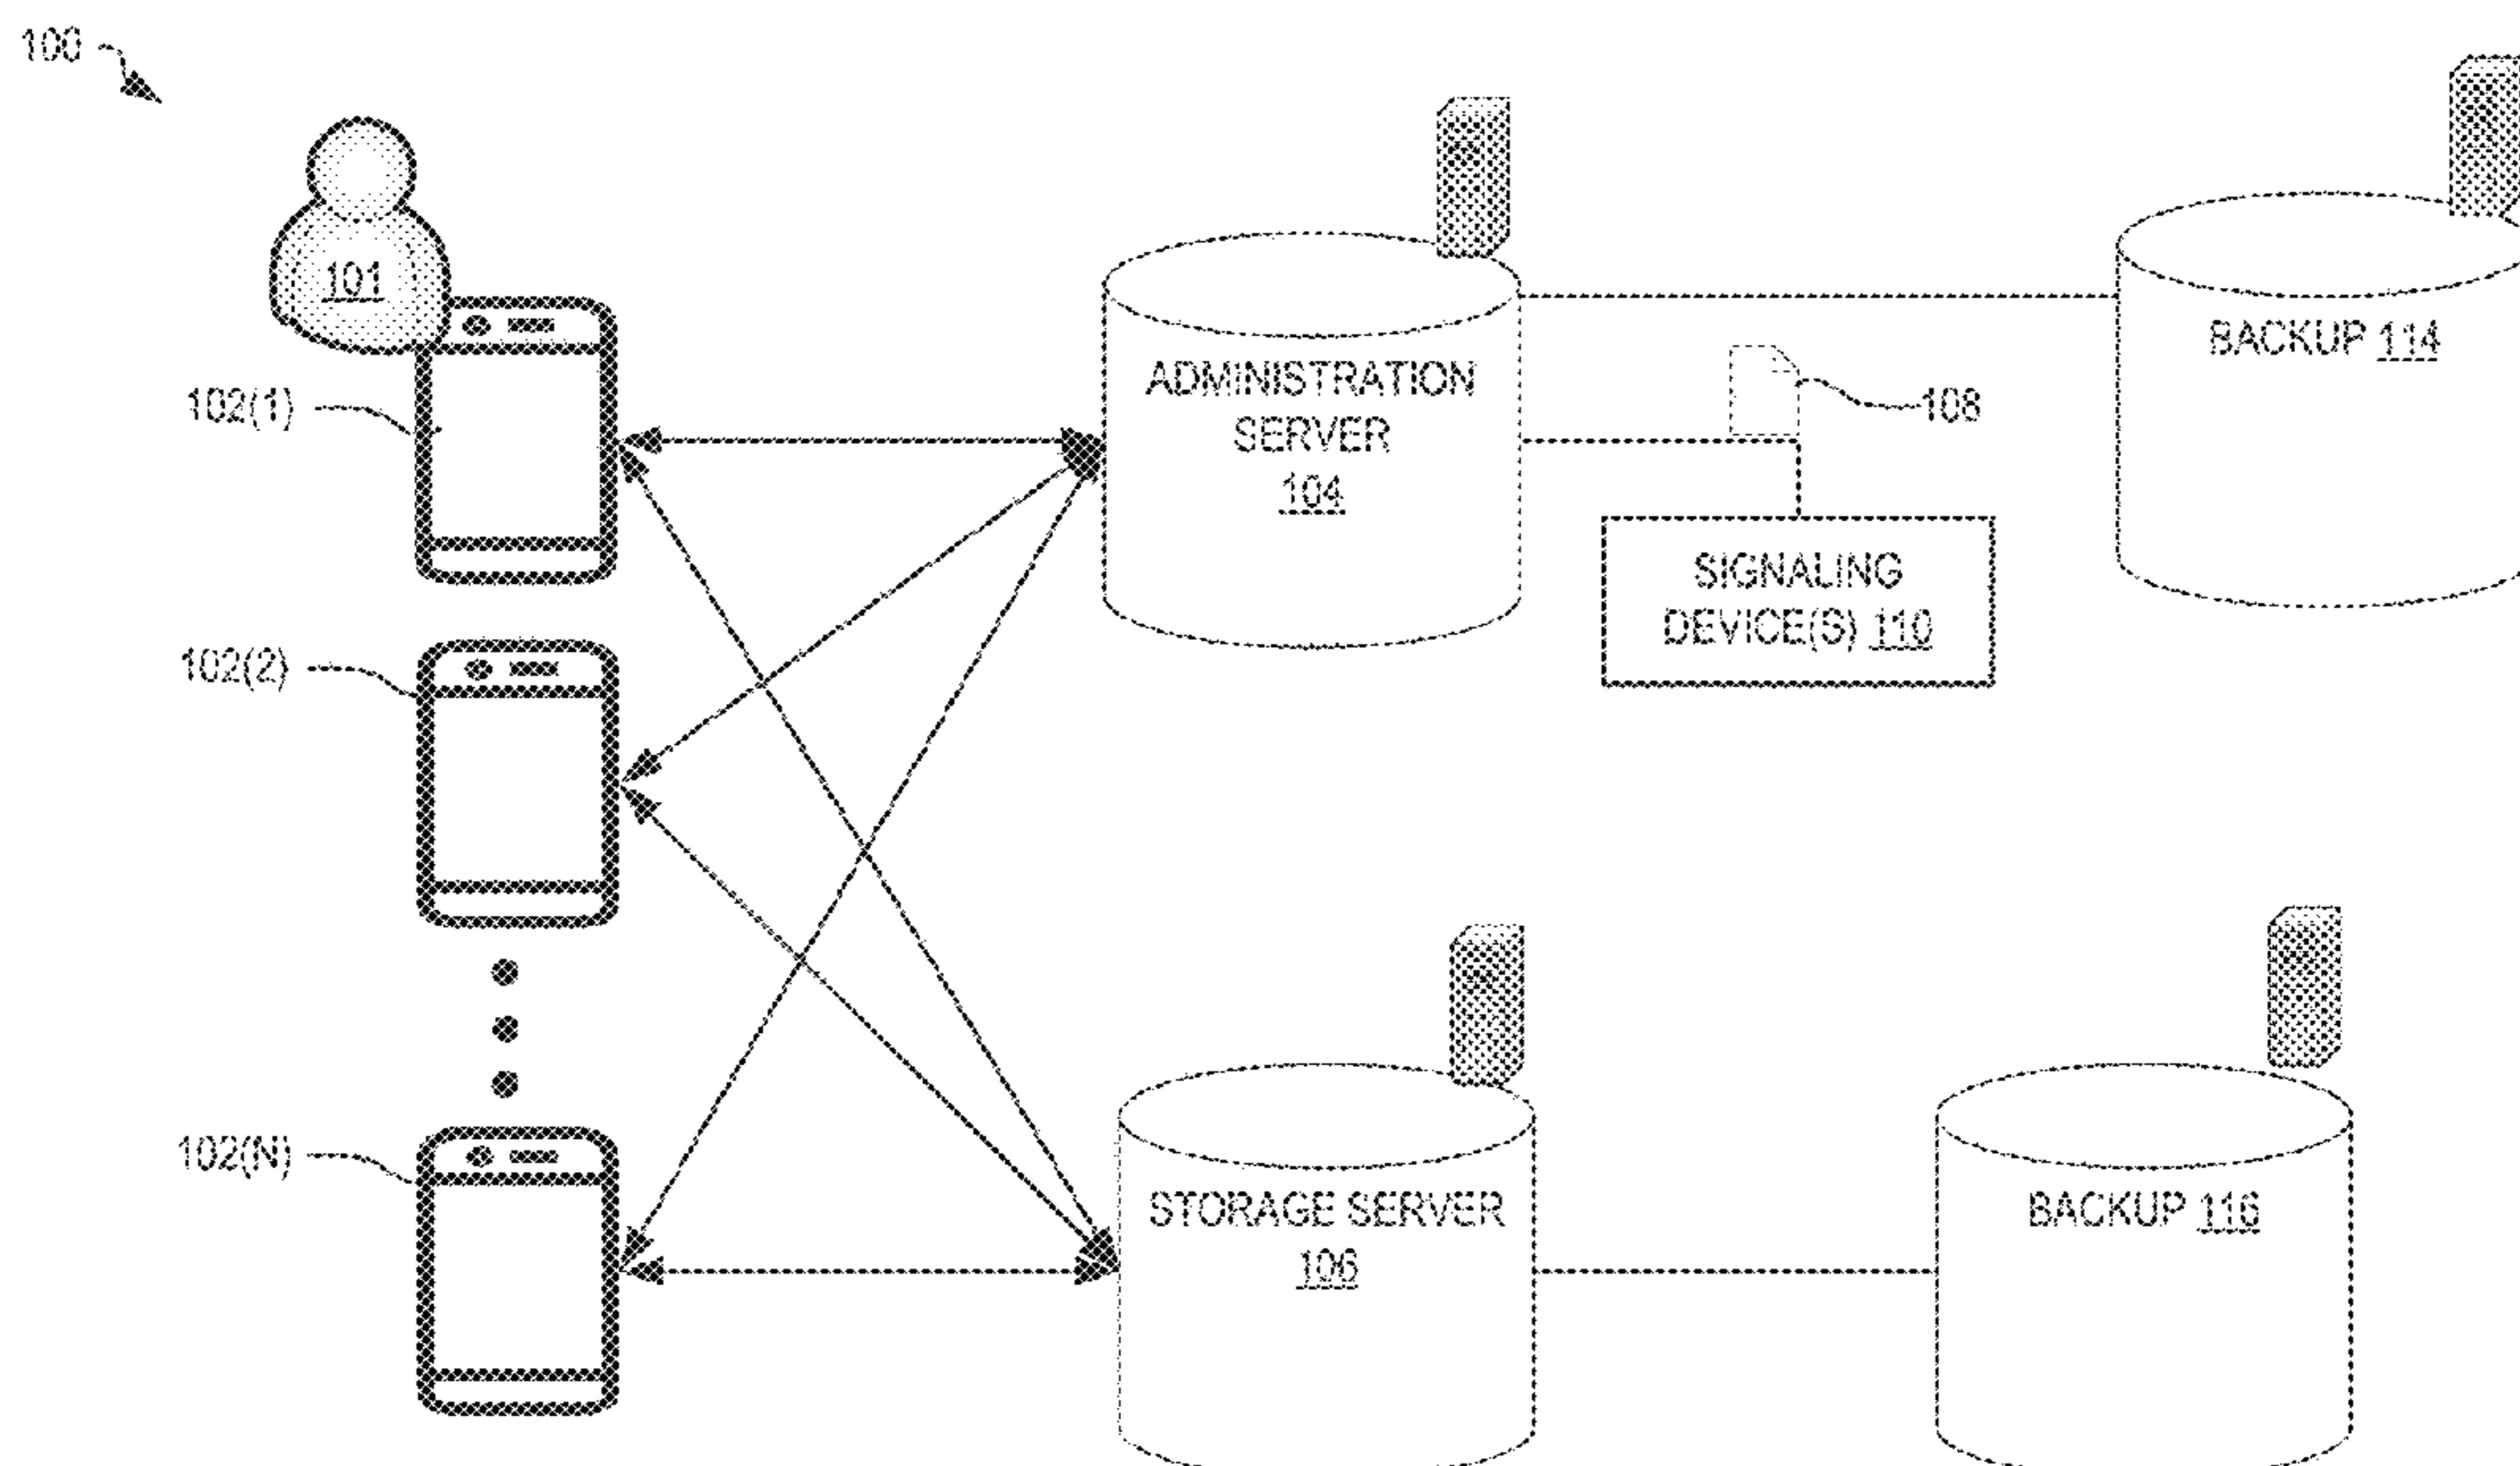 100
101
102(1)
ADMINISTRATION
SERVER
104
BACKUP 114
108
SIGNALING
DEVICE(S) 110
102(2)
102(N)
STORAGE SERVER
106
BACKUP 116